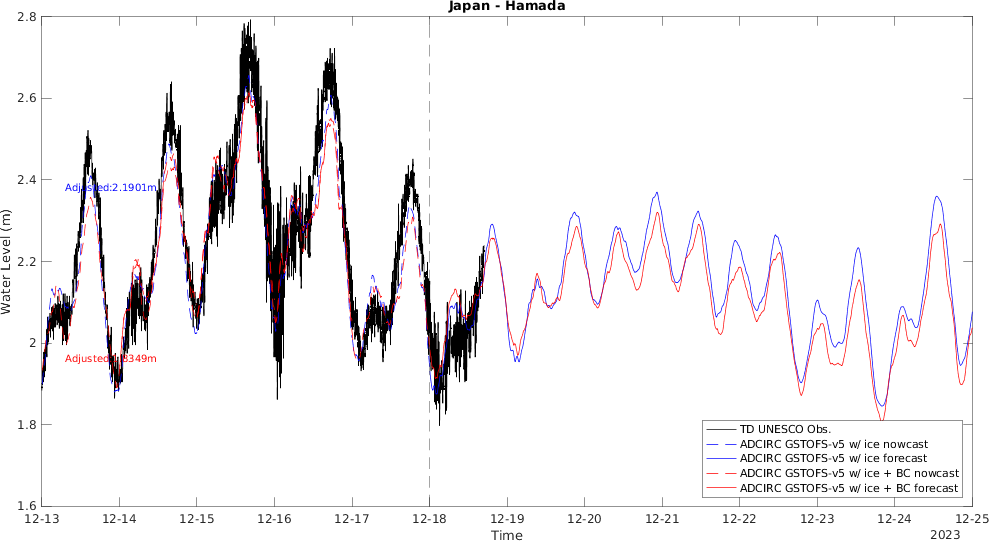 Japan - Hamada
Water Level (m)
2.8
2.6
2.4
2.2
2
1.8
1.6
Adjusted:2.1901m
TD UNESCO Obs.
ADCIRC GSTOFS-v5 w/ ice nowcast
ADCIRC GSTOFS-v5 w/ ice forecast
ADCIRC GSTOFS-v5 w/ ice + BC nowcast
ADCIRC GSTOFS-v5 w/ ice + BC forecast
12-13 12-14 12-15 12-16 12-17 12-18 12-19 12-20 12-21 12-22 12-23 12-24 12-25
Time
2023